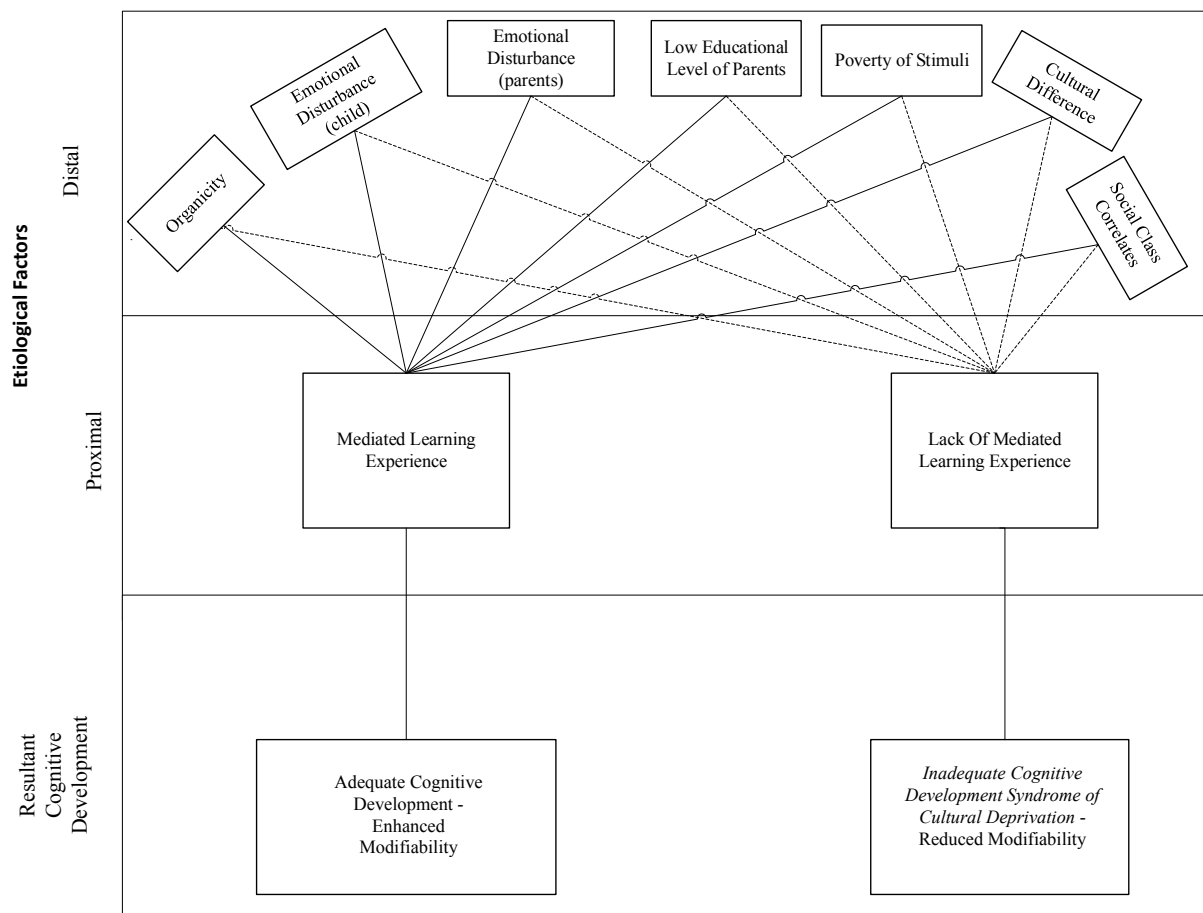 Etiological Factors
Distal
Organicity
Emotional
Disturbance
(child)
Emotional
Disturbance
(parents)
Low Educational
Level of Parents
Poverty of Stimuli
Cultural
Difference
Social Class
Correlates
Proximal
Mediated Learning
Experience
Lack Of Mediated
Learning Experience
Resultant
Cognitive
Development
Adequate Cognitive
Development -
Enhanced
Modifiability
Inadequate Cognitive
Development Syndrome of
Cultural Deprivation -
Reduced Modifiability